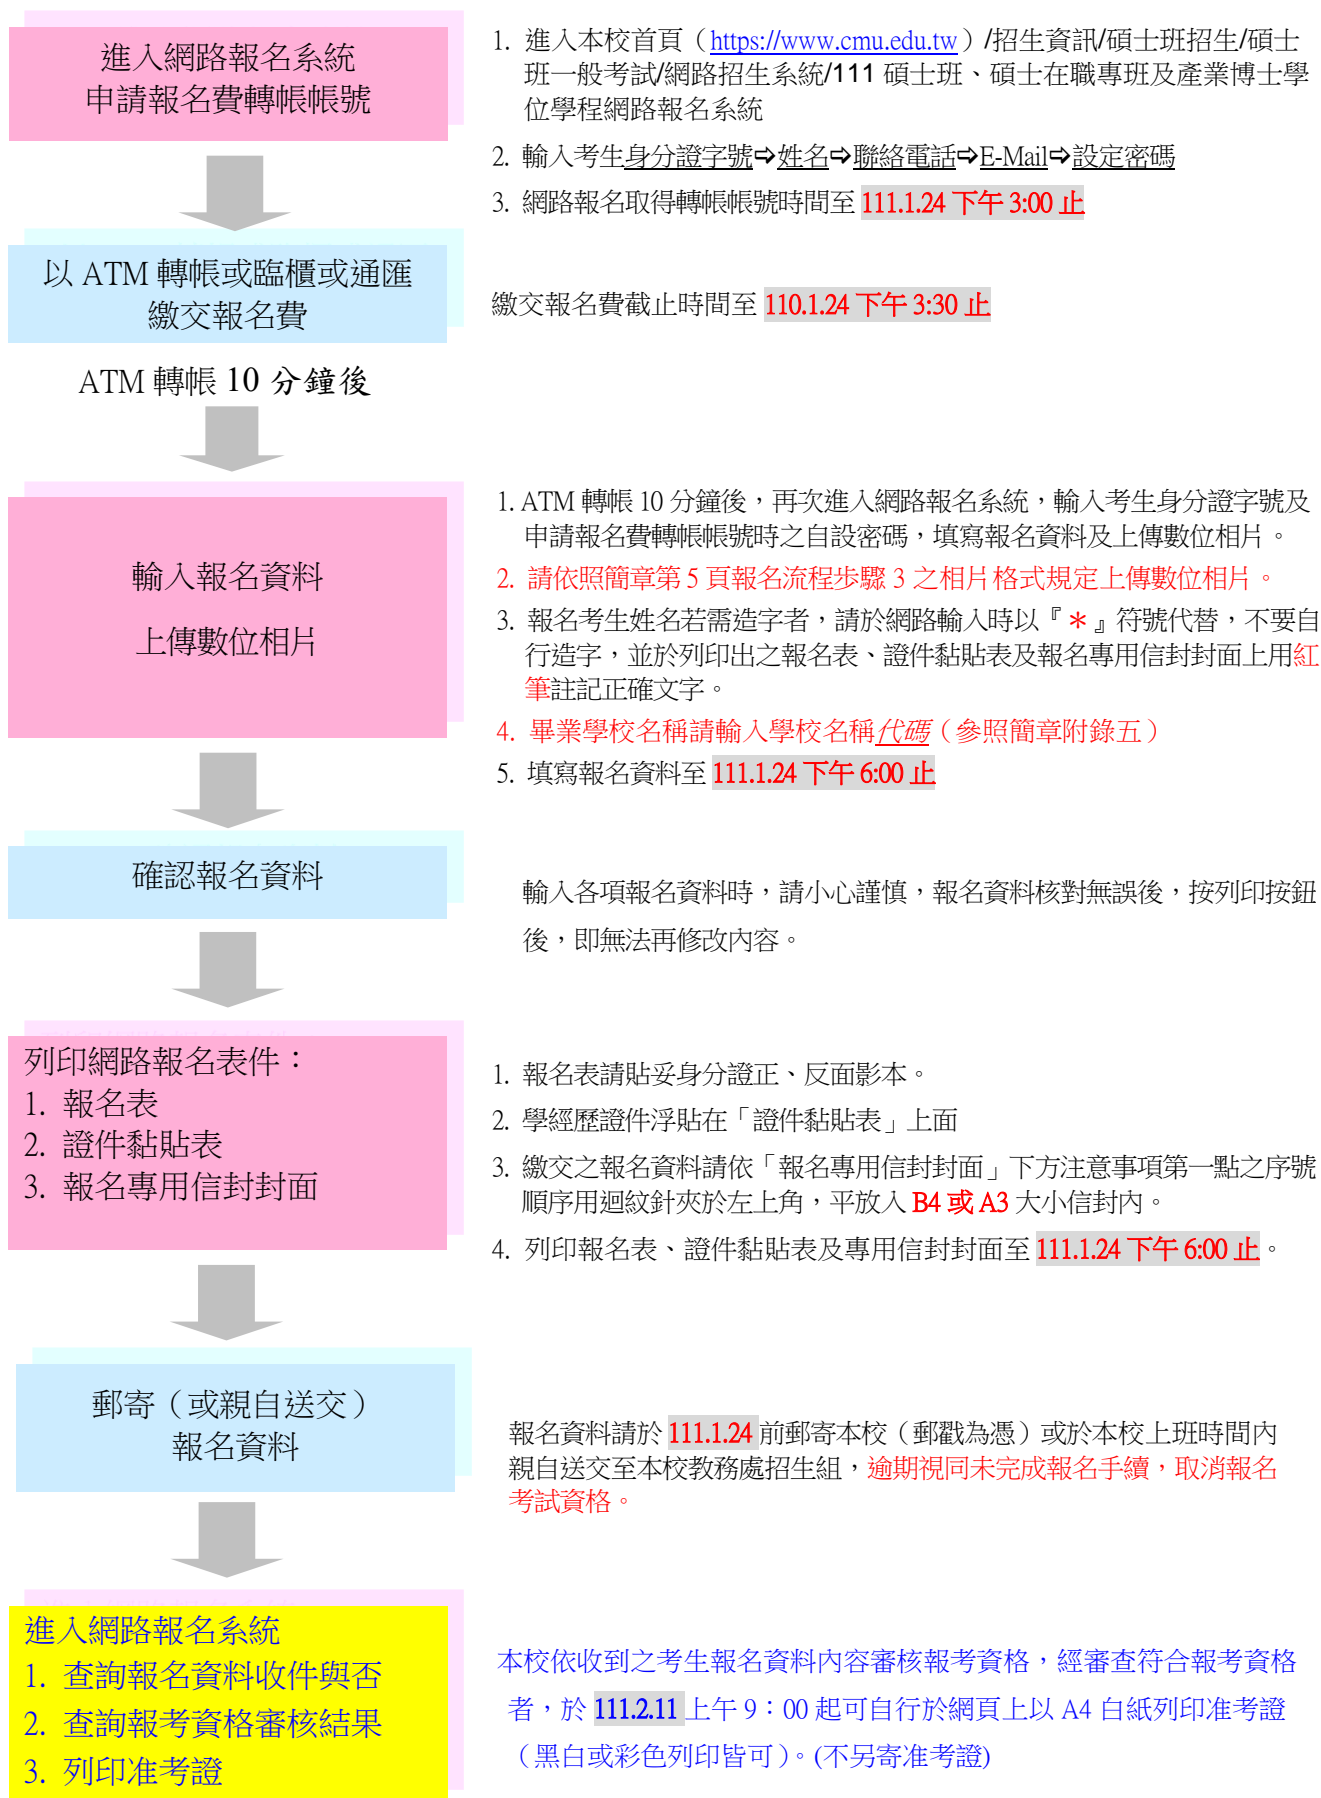 進入網路報名系統
申請報名費轉帳帳號
1. 進入本校首頁（https://www.cmu.edu.tw）/招生資訊/碩士班招生/碩士
班一般考試/網路招生系統/111 碩士班、碩士在職專班及產業博士學
位學程網路報名系統
2. 輸入考生身分證字號⇨姓名⇨聯絡電話⇨E-Mail⇨設定密碼
3. 網路報名取得轉帳帳號時間至 111.1.24 下午 3:00 止
以 ATM 轉帳或臨櫃或通匯
繳交報名費
繳交報名費截止時間至 110.1.24 下午 3:30 止
ATM 轉帳 10 分鐘後
輸入報名資料
上傳數位相片
1. ATM 轉帳 10 分鐘後，再次進入網路報名系統，輸入考生身分證字號及
申請報名費轉帳帳號時之自設密碼，填寫報名資料及上傳數位相片。
2. 請依照簡章第 5 頁報名流程步驟 3 之相片格式規定上傳數位相片。
3. 報名考生姓名若需造字者，請於網路輸入時以『＊』符號代替，不要自
行造字，並於列印出之報名表、證件黏貼表及報名專用信封封面上用紅
筆註記正確文字。
4. 畢業學校名稱請輸入學校名稱代碼（參照簡章附錄五）
5. 填寫報名資料至 111.1.24 下午 6:00 止
確認報名資料
輸入各項報名資料時，請小心謹慎，報名資料核對無誤後，按列印按鈕
後，即無法再修改內容。
列印網路報名表件：
1. 報名表
2. 證件黏貼表
3. 報名專用信封封面
1. 報名表請貼妥身分證正、反面影本。
2. 學經歷證件浮貼在「證件黏貼表」上面
3. 繳交之報名資料請依「報名專用信封封面」下方注意事項第一點之序號
順序用迴紋針夾於左上角，平放入 B4 或 A3 大小信封內。
4. 列印報名表、證件黏貼表及專用信封封面至 111.1.24 下午 6:00 止。
郵寄（或親自送交）
報名資料
報名資料請於 111.1.24 前郵寄本校（郵戳為憑）或於本校上班時間內
親自送交至本校教務處招生組，逾期視同未完成報名手續，取消報名
考試資格。
進入網路報名系統
1. 查詢報名資料收件與否
2. 查詢報考資格審核結果
3. 列印准考證
本校依收到之考生報名資料內容審核報考資格，經審查符合報考資格
者，於 111.2.11 上午 9：00 起可自行於網頁上以 A4 白紙列印准考證
（黑白或彩色列印皆可）。(不另寄准考證)